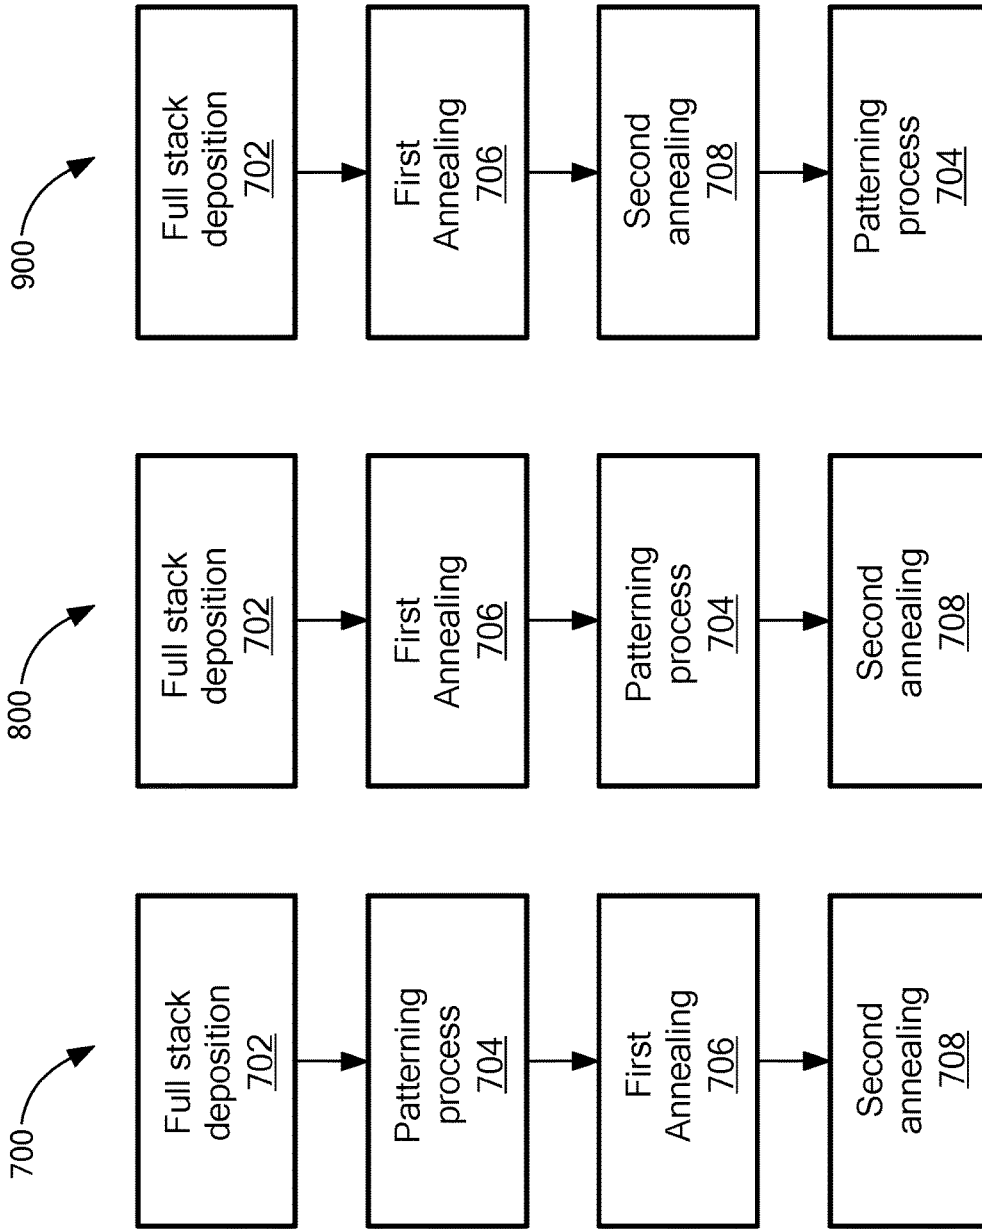 700
Full stack
deposition
702
Patterning
process
704
First
Annealing
706
Second
annealing
708
800
Full stack
deposition
702
First
Annealing
706
Patterning
process
704
Second
annealing
708
900
Full stack
deposition
702
First
Annealing
706
Second
annealing
708
Patterning
process
704